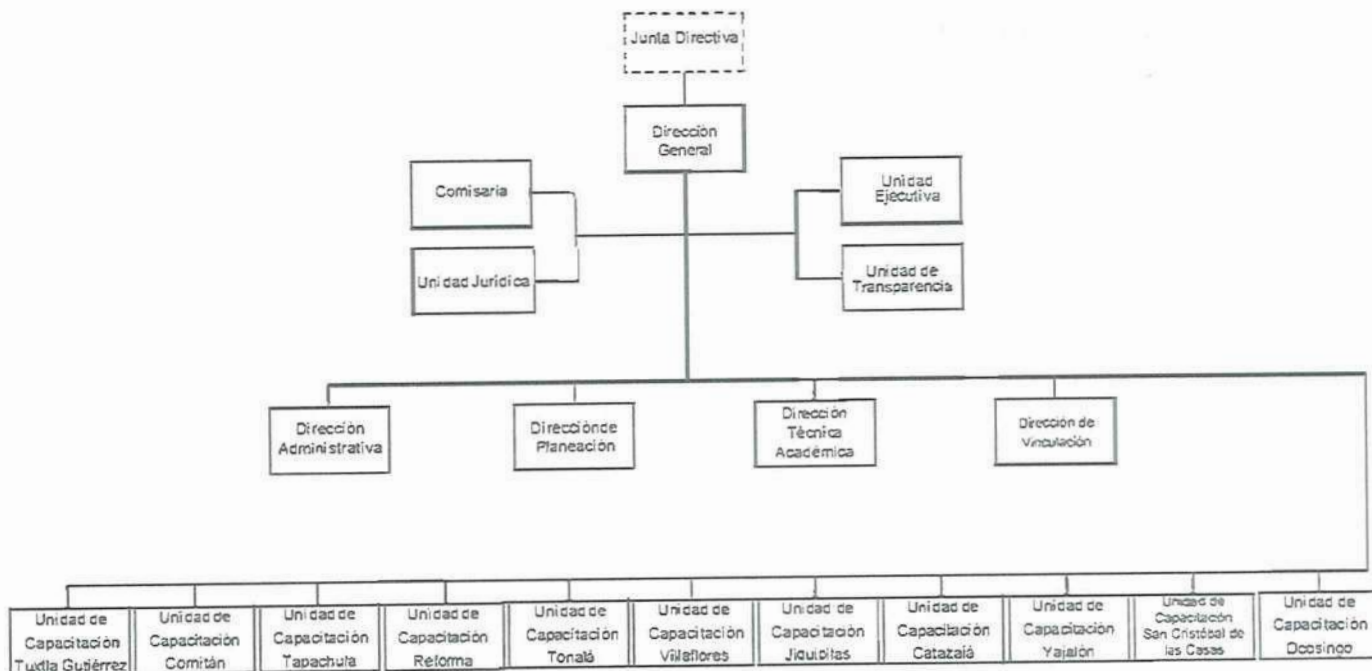 Junta Directiva
Dirección
General
Comisaria
Unidad Jurídica
Unidad
Ejecutiva
Unidad de
Transparencia
Dirección
Administrativa
Dirección de
Planeación
Dirección
Técnica
Académica
Dirección de
Vinculación
Unidad de
Capacitación
Tuxtla Gutiérrez
Unidad de
Capacitación
Comitán
Unidad de
Capacitación
Tapachula
Unidad de
Capacitación
Reforma
Unidad de
Capacitación
Tonalá
Unidad de
Capacitación
Villaflores
Unidad de
Capacitación
Jiquipilas
Unidad de
Capacitación
Catazajá
Unidad de
Capacitación
Yajalón
Unidad de
Capacitación
San Cristóbal de
las Casas
Unidad de
Capacitación
Ocosingo